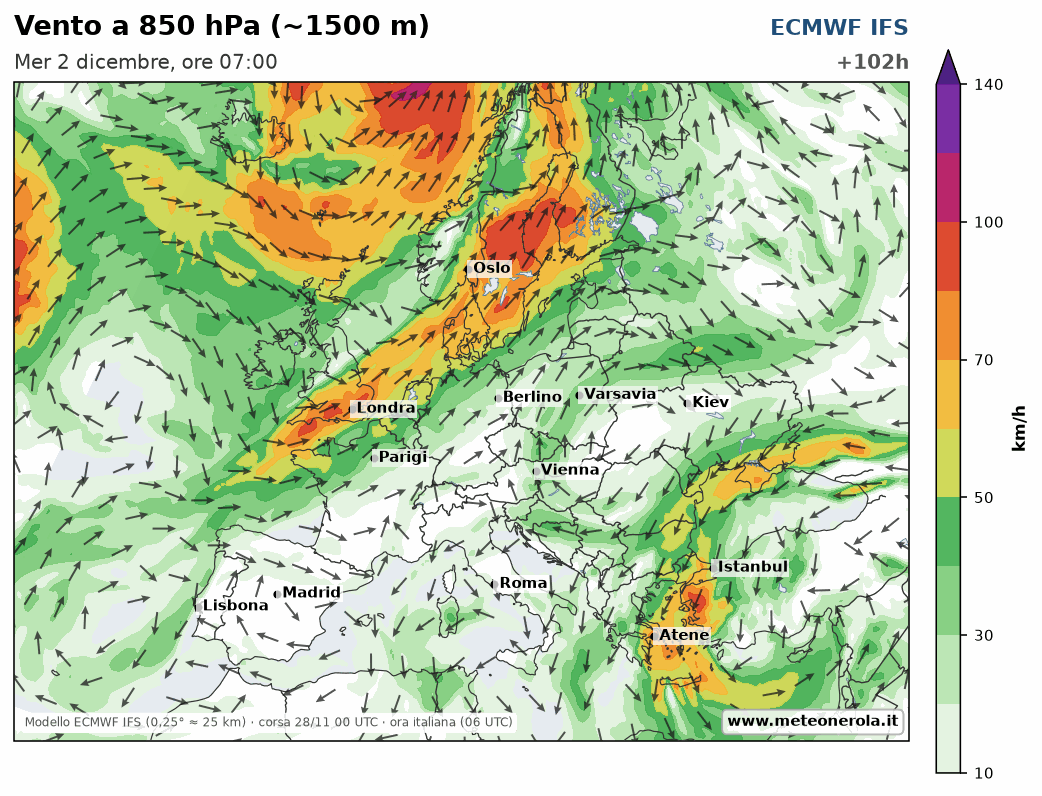 Vento a 850 hPa (~1500 m)
ECMWF IFS
Mer 2 dicembre, ore 07:00
+102h
140
100
70
50
30
10
km/h
Oslo
Londra
Berlino
Varsavia
Kiev
Parigi
Vienna
Istanbul
Roma
Madrid
Lisbona
Atene
Modello ECMWF IFS (0,25° ≈ 25 km) · corsa 28/11 00 UTC · ora italiana (06 UTC)
www.meteonerola.it